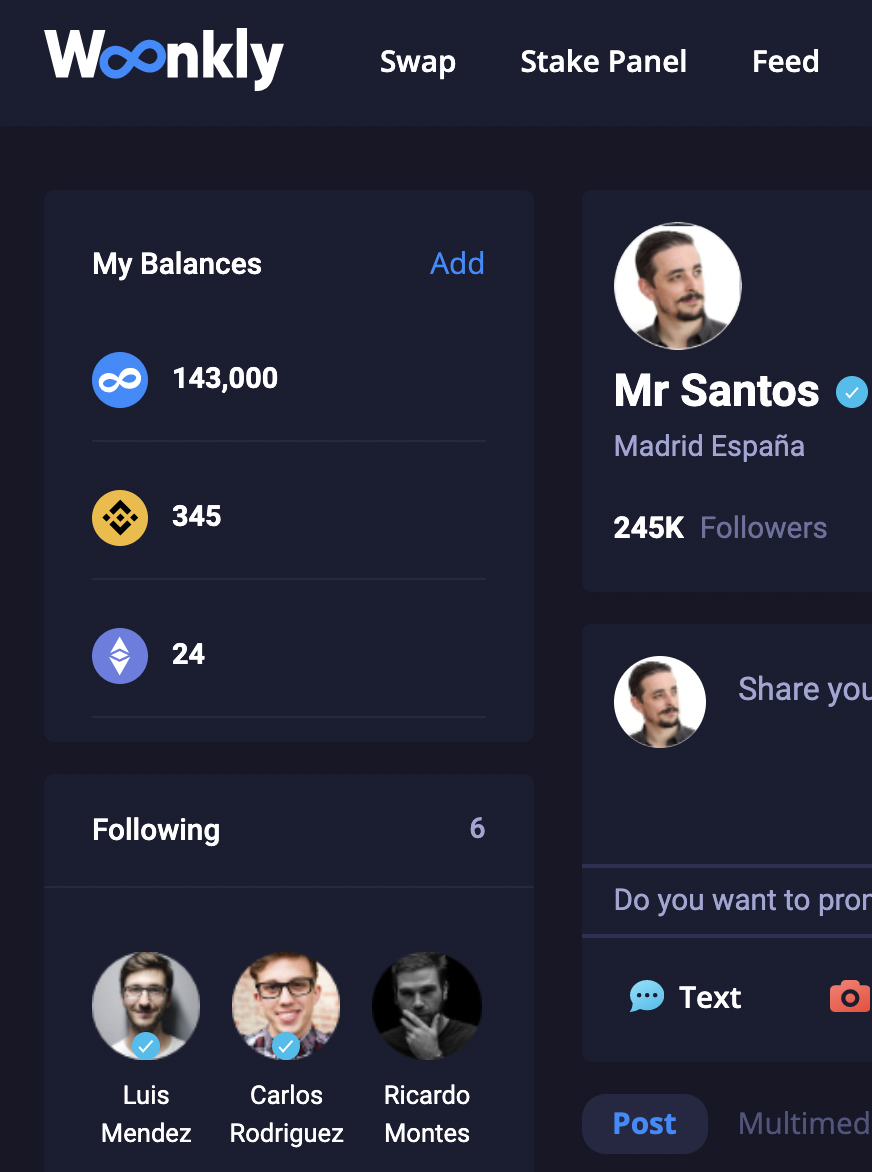 Woonkly
Swap
Stake Panel
Feed
My Balances
Add
143,000
345
24
Following
6
Luis
Mendez
Carlos
Rodriguez
Ricardo
Montes
Mr Santos
Madrid España
245K Followers
Share you
Do you want to
Text
Post
Multimed